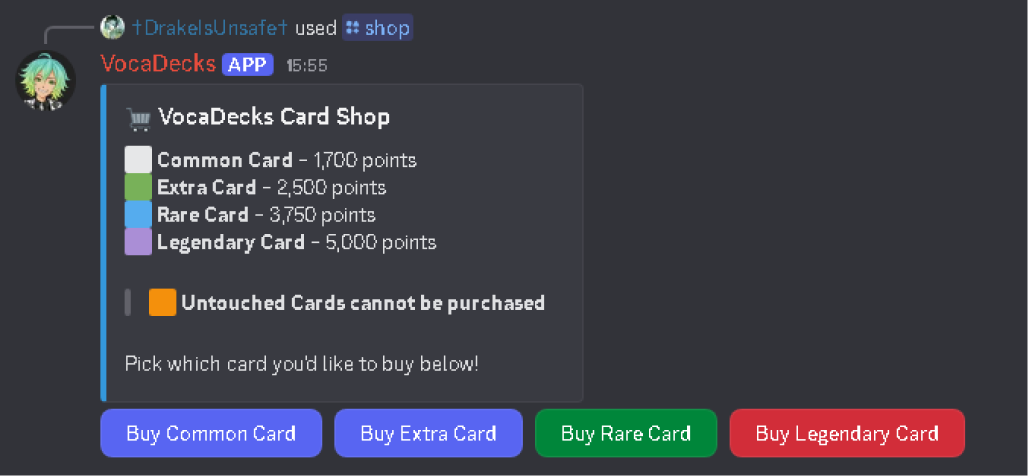 †DrakeIsUnsafe† used shop
VocaDecks APP 15:55
VocaDecks Card Shop
Common Card - 1,700 points
Extra Card - 2,500 points
Rare Card - 3,750 points
Legendary Card - 5,000 points
Untouched Cards cannot be purchased
Pick which card you'd like to buy below!
Buy Common Card Buy Extra Card Buy Rare Card Buy Legendary Card